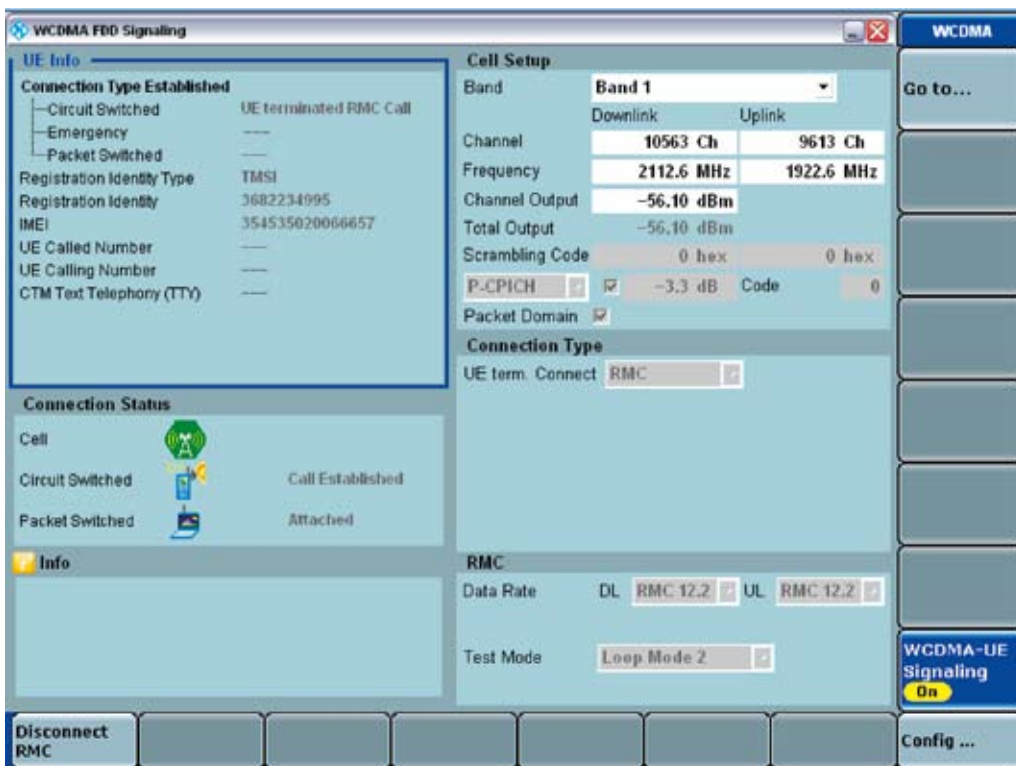 WCDMA FDD Signaling
WCDMA
UE Info
Connection Type Established
Circuit Switched UE terminated RMC Call
Emergency ----
Packet Switched ----
Registration Identity Type TMSI
Registration Identity 3682234995
IMEI 354535020066657
UE Called Number ----
UE Calling Number ----
CTM Text Telephony (TTY) ----
Connection Status
Cell
Circuit Switched Call Established
Packet Switched Attached
Info
Cell Setup
Band Band 1
Downlink Uplink
Channel 10563 Ch 9613 Ch
Frequency 2112.6 MHz 1922.6 MHz
Channel Output -56.10 dBm
Total Output -56.10 dBm
Scrambling Code 0 hex 0 hex
P-CPICH -3.3 dB Code 0
Packet Domain
Connection Type
UE term. Connect RMC
RMC
Data Rate DL RMC 12.2 UL RMC 12.2
Test Mode Loop Mode 2
Go to...
WCDMA-UE
Signaling
On
Config ...
Disconnect
RMC